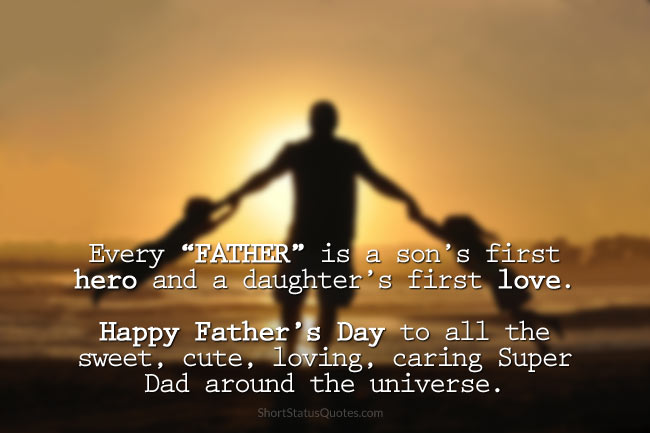 Every “FATHER” is a son’s first
hero and a daughter’s first love.
Happy Father’s Day to all the
sweet, cute, loving, caring Super
Dad around the universe.
ShortStatusQuotes.com